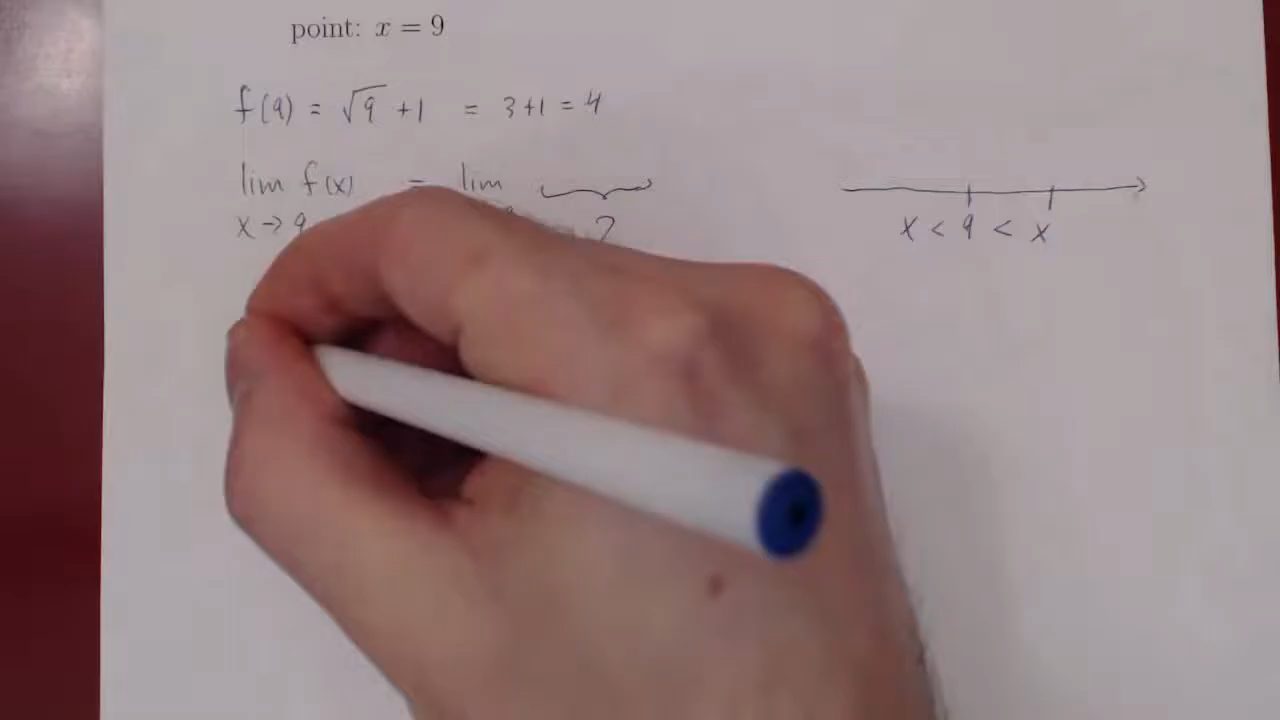 point: x = 9
f(9) = √9 + 1 = 3+1 = 4
lim f(x) = lim
x → 9 ?
x < 9 < x